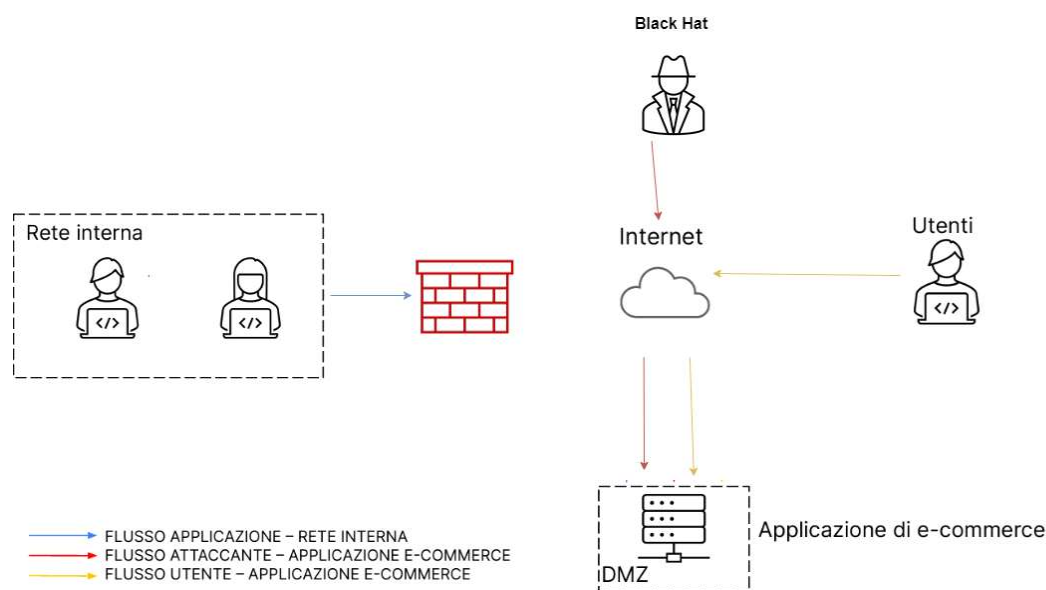 Black Hat
Rete interna
Internet
Utenti
</>
</>
</>
Applicazione di e-commerce
DMZ
FLUSSO APPLICAZIONE – RETE INTERNA
FLUSSO ATTACCANTE – APPLICAZIONE E-COMMERCE
FLUSSO UTENTE – APPLICAZIONE E-COMMERCE